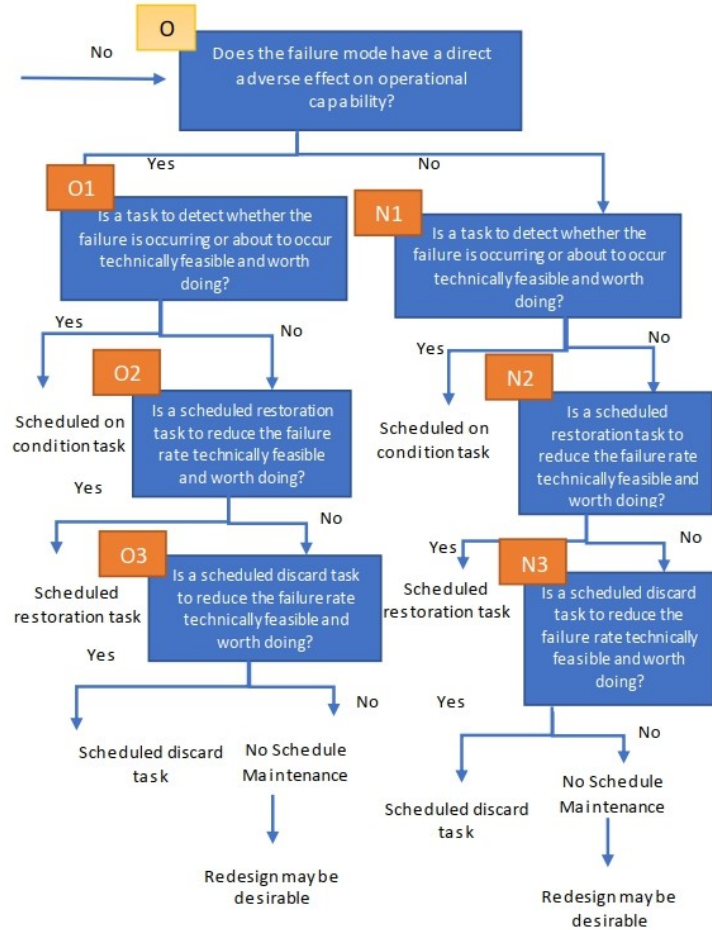 O
No
Does the failure mode have a direct
adverse effect on operational
capability?
Yes
No
O1
Is a task to detect whether the
failure is occurring or about to occur
technically feasible and worth
doing?
N1
Is a task to detect whether the
failure is occurring or about to occur
technically feasible and worth
doing?
Yes
No
Yes
No
Scheduled on
condition task
O2
Is a scheduled restoration
task to reduce the failure
rate technically feasible
and worth doing?
Scheduled on
condition task
N2
Is a scheduled
restoration task to
reduce the failure rate
technically feasible and
worth doing?
Yes
No
Yes
No
Scheduled
restoration task
O3
Is a scheduled discard task
to reduce the failure rate
technically feasible and
worth doing?
Scheduled
restoration task
N3
Is a scheduled discard
task to reduce the
failure rate technically
feasible and worth
doing?
Yes
No
Yes
No
Scheduled discard
task
No Schedule
Maintenance
Scheduled discard
task
No Schedule
Maintenance
Redesign may be
desirable
Redesign may be
desirable